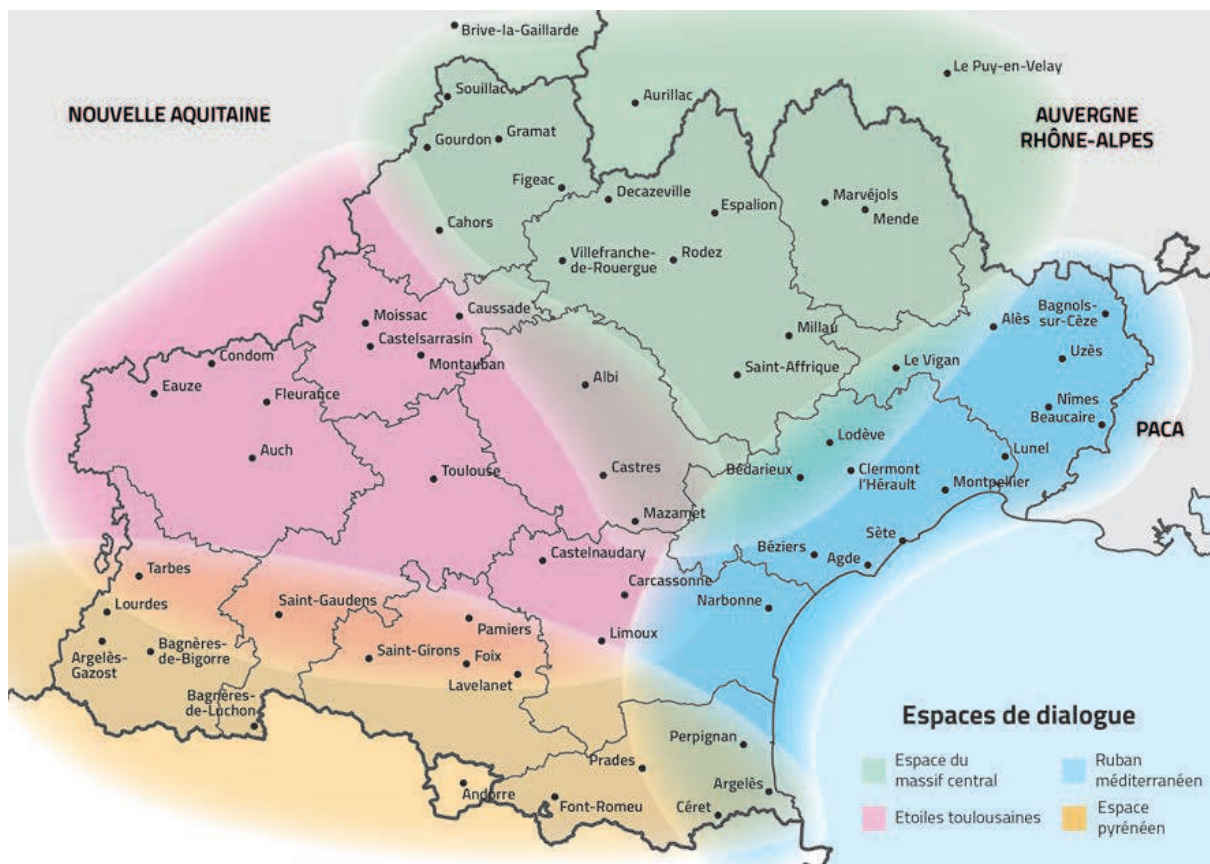 Brive-la-Gaillarde
Le Puy-en-Velay
NOUVELLE AQUITAINE
Souillac
Aurillac
AUVERGNE
RHÔNE-ALPES
Gourdon
Gramat
Figeac
Decazeville
Espalion
Marvéjols
Mende
Cahors
Villefranche-
de-Rouergue
Rodez
Moissac
Caussade
Castelsarrasin
Montauban
Millau
Alès
Bagnols-
sur-Cèze
Uzès
Condom
Eauze
Fleurance
Albi
Saint-Affrique
Le Vigan
Nîmes
Beaucaire
PACA
Auch
Toulouse
Castres
Lodève
Bédarieux
Clermont
l'Hérault
Lunel
Montpellier
Mazamet
Sète
Béziers
Agde
Castelnaudary
Carcassonne
Narbonne
Tarbes
Lourdes
Saint-Gaudens
Pamiers
Limoux
Argelès-
Gazost
Bagnères-
de-Bigorre
Saint-Girons
Foix
Lavelanet
Bagnères-
de-Luchon
Perpignan
Prades
Argelès
Andorre
Font-Romeu
Céret
Espaces de dialogue
Espace du
massif central
Ruban
méditerranéen
Etoiles toulousaines
Espace
pyrénéen